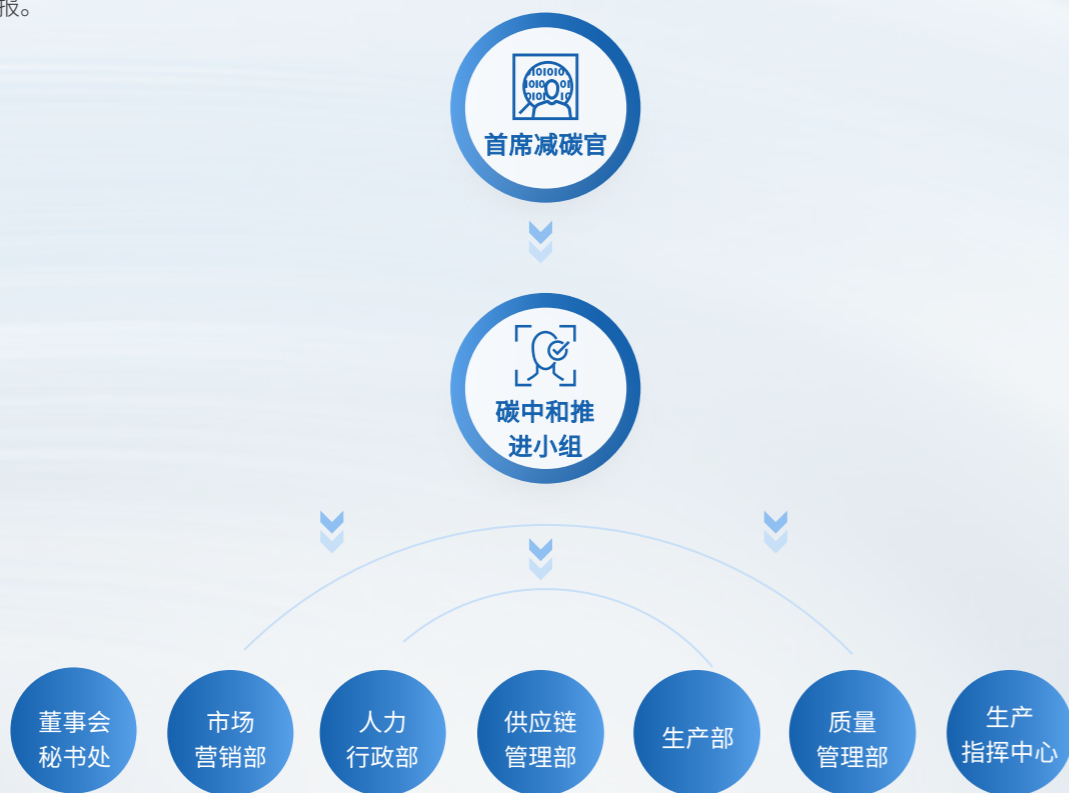 报。
首席减碳官
碳中和推
进小组
董事会
秘书处
市场
营销部
人力
行政部
供应链
管理部
生产部
质量
管理部
生产
指挥中心